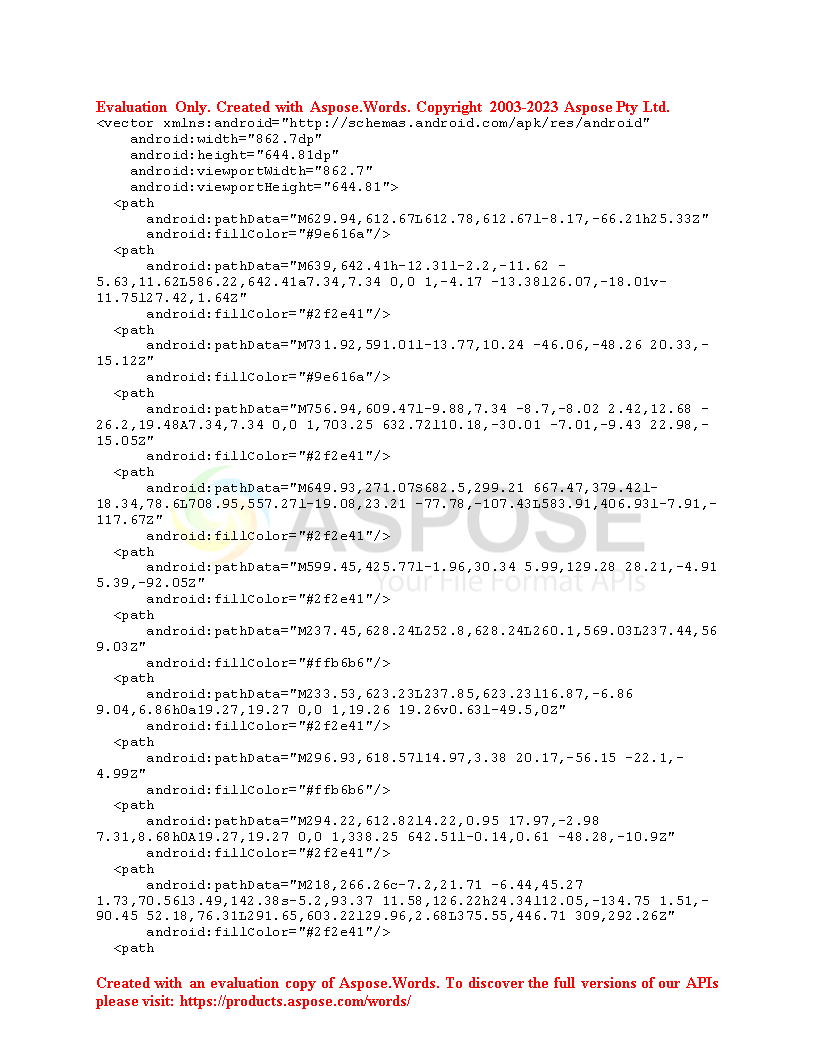 Evaluation Only. Created with Aspose.Words. Copyright 2003-2023 Aspose Pty Ltd.
<vector xmlns:android="http://schemas.android.com/apk/res/android"
    android:width="862.7dp"
    android:height="644.81dp"
    android:viewportWidth="862.7"
    android:viewportHeight="644.81">
  <path
      android:pathData="M629.94,612.67L612.78,612.67l-8.17,-66.21h25.33Z"
      android:fillColor="#9e616a"/>
  <path
      android:pathData="M639,642.41h-12.31l-2.2,-11.62 -
5.63,11.62L586.22,642.41a7.34,7.34 0,0 1,-4.17 -13.38l26.07,-18.01v-
11.75l27.42,1.64Z"
      android:fillColor="#2f2e41"/>
  <path
      android:pathData="M731.92,591.01l-13.77,10.24 -46.06,-48.26 20.33,-
15.12Z"
      android:fillColor="#9e616a"/>
  <path
      android:pathData="M756.94,609.47l-9.88,7.34 -8.7,-8.02 2.42,12.68 -
26.2,19.48A7.34,7.34 0,0 1,703.25 632.72l10.18,-30.01 -7.01,-9.43 22.98,-
15.05Z"
      android:fillColor="#2f2e41"/>
  <path
      android:pathData="M649.93,271.07S682.5,299.21 667.47,379.42l-
18.34,78.6L708.95,557.27l-19.08,23.21 -77.78,-107.43L583.91,406.93l-7.91,-
117.67Z"
      android:fillColor="#2f2e41"/>
  <path
      android:pathData="M599.45,425.77l-1.96,30.34 5.99,129.28 28.21,-4.91
5.39,-92.05Z"
      android:fillColor="#2f2e41"/>
  <path
      android:pathData="M237.45,628.24L252.8,628.24L260.1,569.03L237.44,56
9.03Z"
      android:fillColor="#ffb6b6"/>
  <path
      android:pathData="M233.53,623.23L237.85,623.23l16.87,-6.86
9.04,6.86h0a19.27,19.27 0,0 1,19.26 19.26v0.63l-49.5,0Z"
      android:fillColor="#2f2e41"/>
  <path
      android:pathData="M296.93,618.57l14.97,3.38 20.17,-56.15 -22.1,-
4.99Z"
      android:fillColor="#ffb6b6"/>
  <path
      android:pathData="M294.22,612.82l4.22,0.95 17.97,-2.98
7.31,8.68h0A19.27,19.27 0,0 1,338.25 642.51l-0.14,0.61 -48.28,-10.9Z"
      android:fillColor="#2f2e41"/>
  <path
      android:pathData="M218,266.26c-7.2,21.71 -6.44,45.27
1.73,70.56l3.49,142.38s-5.2,93.37 11.58,126.22h24.34l12.05,-134.75 1.51,-
90.45 52.18,76.31L291.65,603.22l29.96,2.68L375.55,446.71 309,292.26Z"
      android:fillColor="#2f2e41"/>
  <path
ASPOSE
Your File Format APIs
Created with an evaluation copy of Aspose.Words. To discover the full versions of our APIs
please visit: https://products.aspose.com/words/